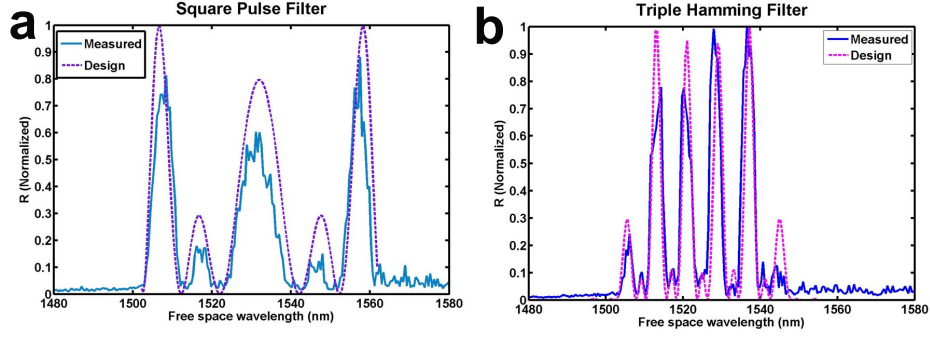 a
Square Pulse Filter
Measured
Design
R (Normalized)
1
0.9
0.8
0.7
0.6
0.5
0.4
0.3
0.2
0.1
0
1480
1500
1520
1540
1560
1580
Free space wavelength (nm)
b
Triple Hamming Filter
Measured
Design
R (Normalized)
1
0.9
0.8
0.7
0.6
0.5
0.4
0.3
0.2
0.1
0
1480
1500
1520
1540
1560
1580
Free space wavelength (nm)